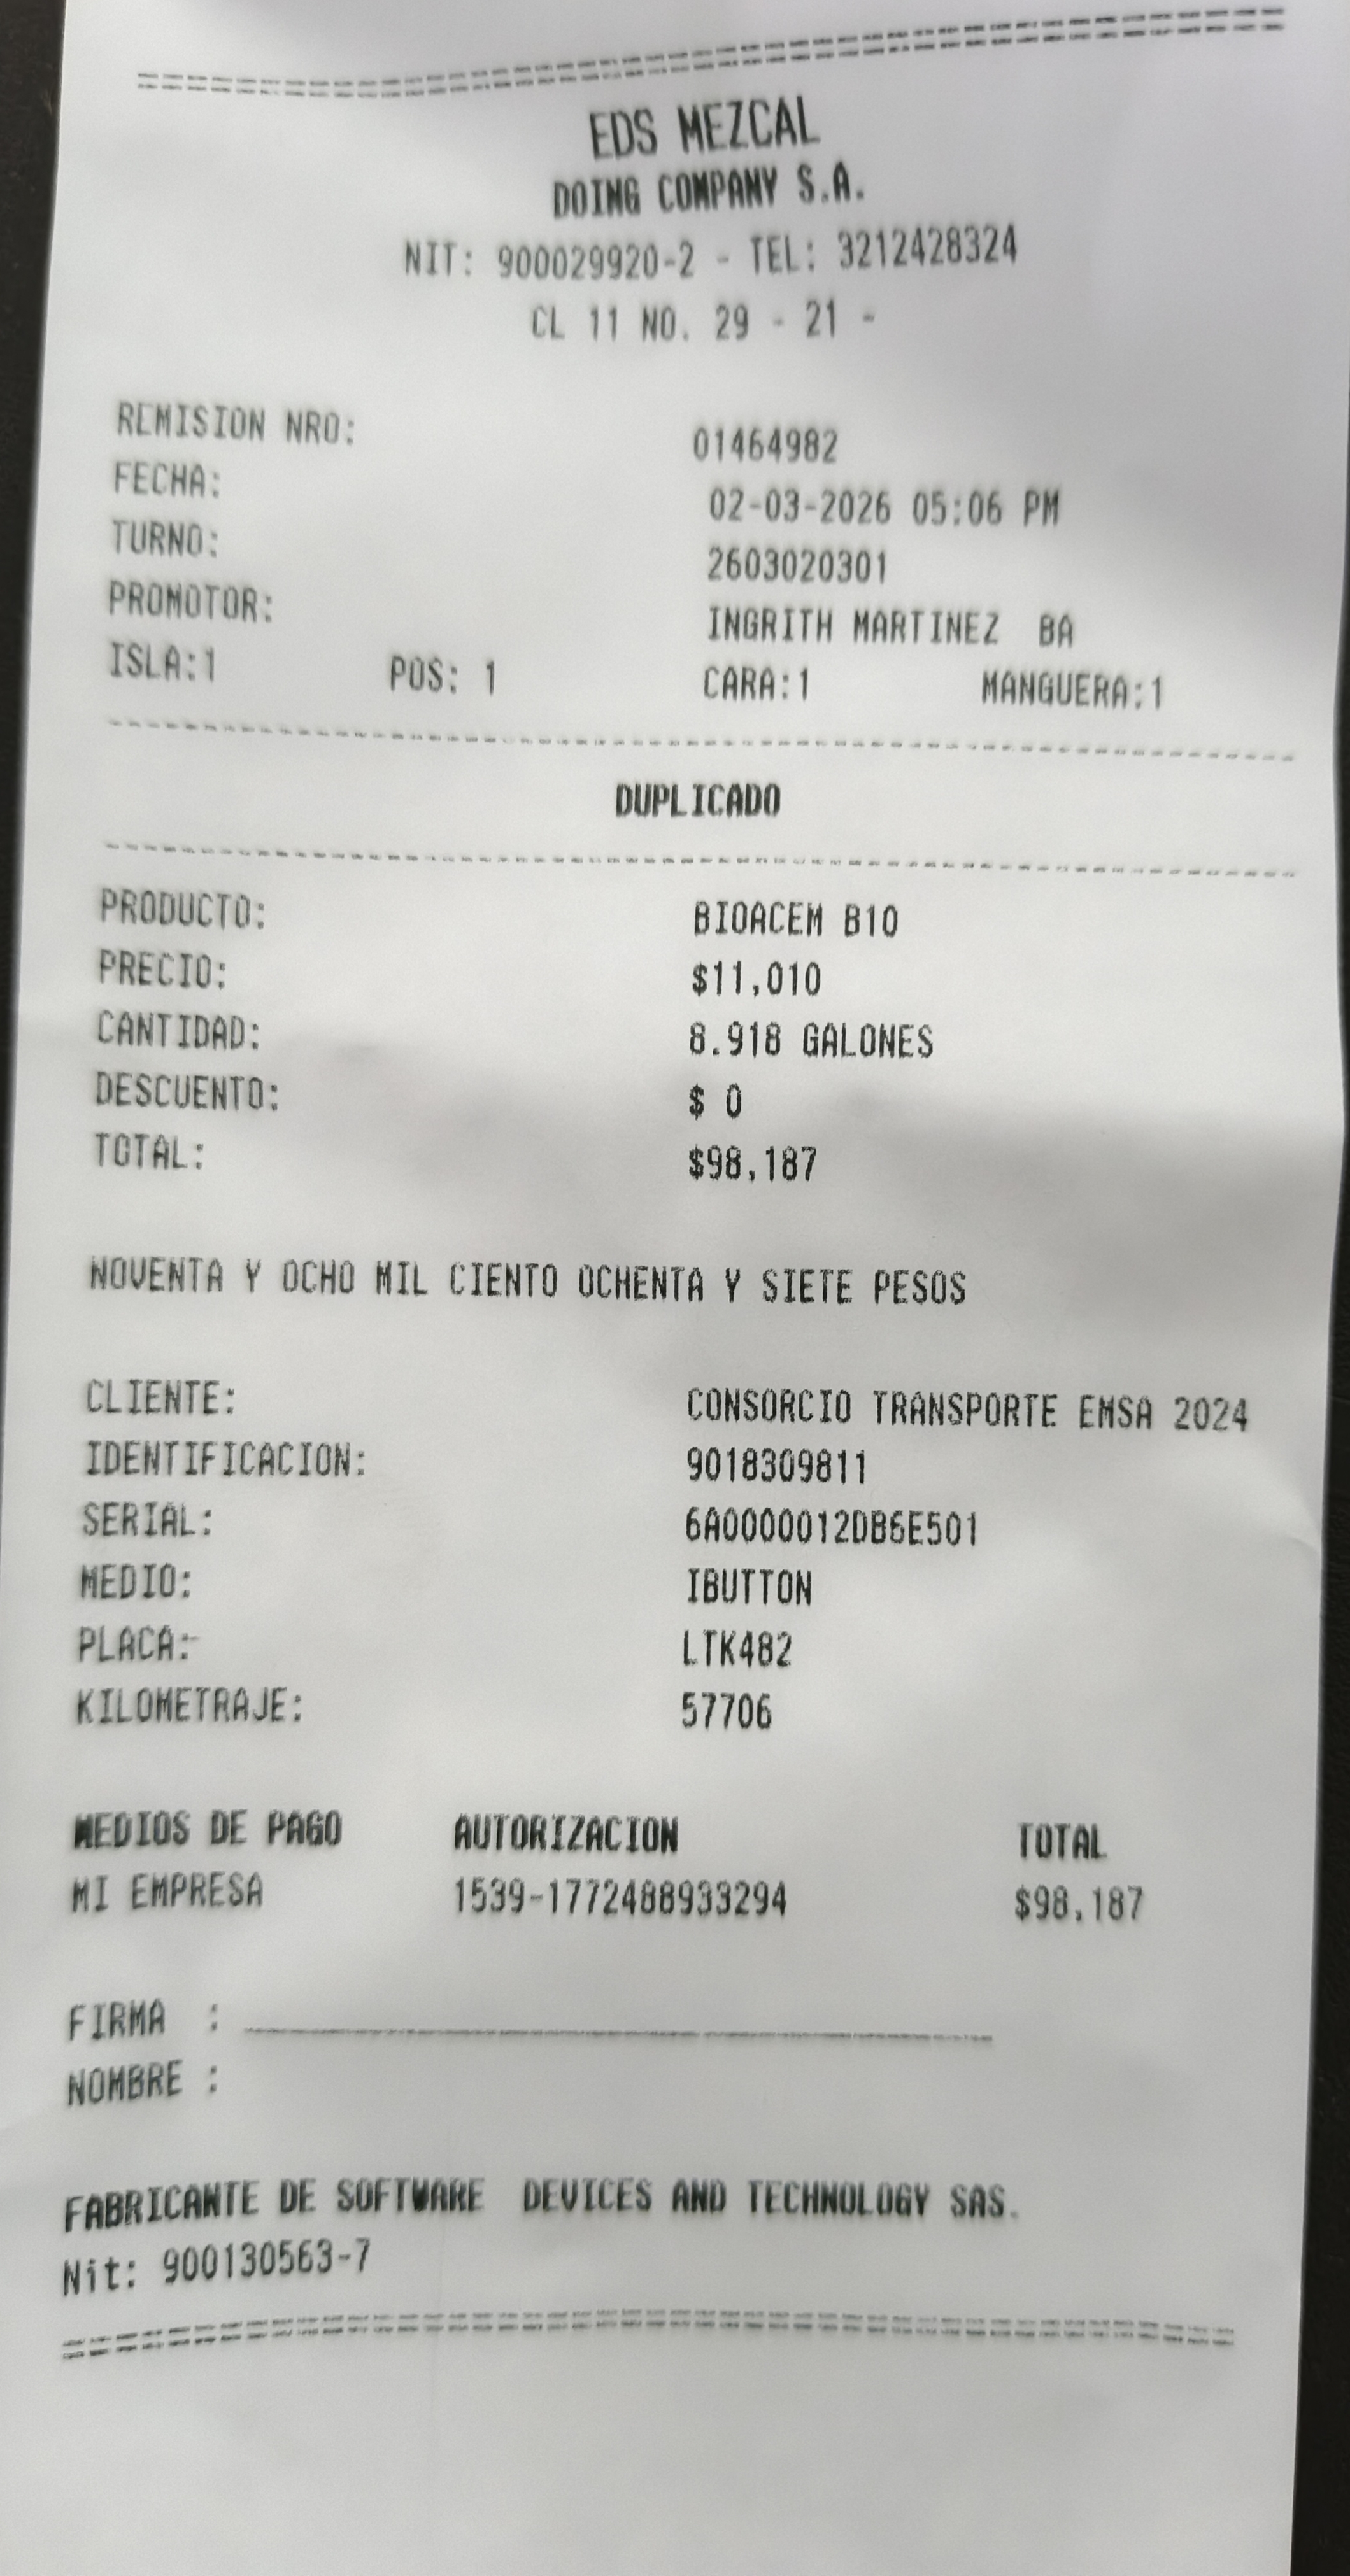 EDS MEZCAL
DOING COMPANY S.A.
NIT: 900029920-2 - TEL: 3212428324
CL 11 NO. 29 - 21 -
REMISION NRO: 01464982
FECHA: 02-03-2026 05:06 PM
TURNO: 2603020301
PROMOTOR: INGRITH MARTINEZ BA
ISLA:1 POS: 1 CARA:1 MANGUERA:1
DUPLICADO
PRODUCTO: BIOACEM B10
PRECIO: $11,010
CANTIDAD: 8.918 GALONES
DESCUENTO: $ 0
TOTAL: $98,187
NOVENTA Y OCHO MIL CIENTO OCHENTA Y SIETE PESOS
CLIENTE: CONSORCIO TRANSPORTE EMSA 2024
IDENTIFICACION: 9018309811
SERIAL: 6A0000012DB6E501
MEDIO: IBUTTON
PLACA: LTK482
KILOMETRAJE: 57706
MEDIOS DE PAGO AUTORIZACION TOTAL
MI EMPRESA 1539-1772488933294 $98,187
FIRMA :
NOMBRE :
FABRICANTE DE SOFTWARE DEVICES AND TECHNOLOGY SAS.
Nit: 900130563-7